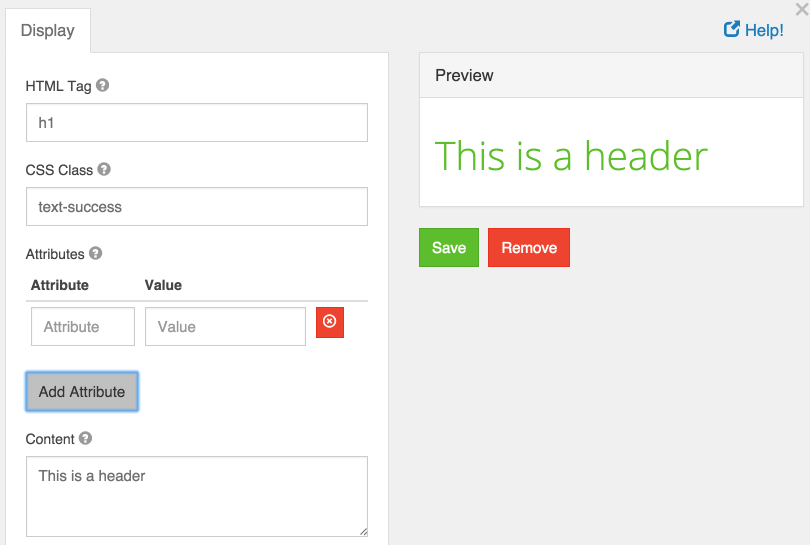 Display
Help!
HTML Tag
h1
CSS Class
text-success
Attributes
Attribute Value
Attribute Value
Add Attribute
Content
This is a header
Preview
This is a header
Save Remove